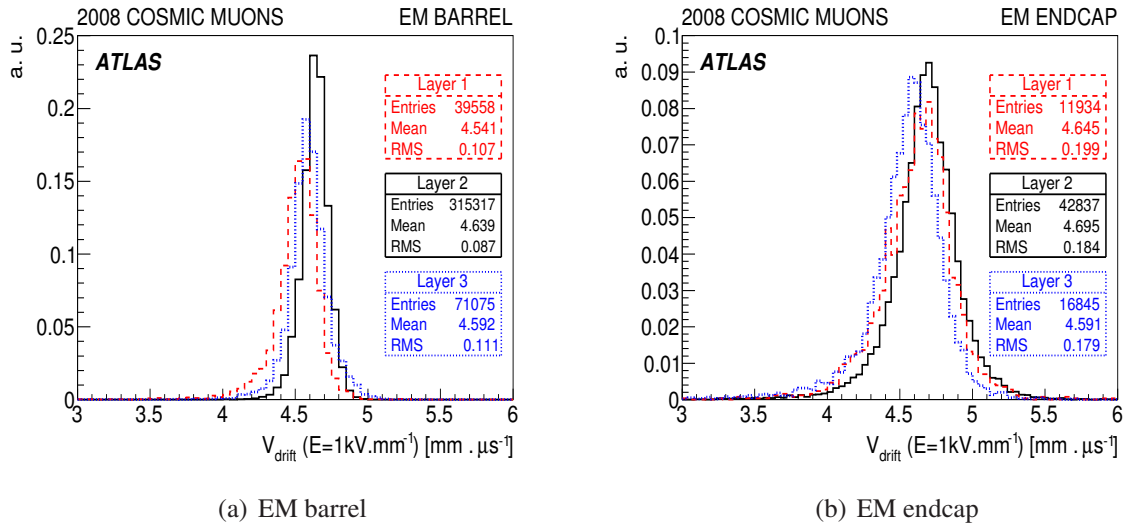 2008 COSMIC MUONS EM BARREL
a. u.
0.25
0.2
0.15
0.1
0.05
0
ATLAS
Layer 1
Entries 39558
Mean 4.541
RMS 0.107
Layer 2
Entries 315317
Mean 4.639
RMS 0.087
Layer 3
Entries 71075
Mean 4.592
RMS 0.111
3 3.5 4 4.5 5 5.5 6
V_drift (E=1kV.mm⁻¹) [mm . μs⁻¹]
(a) EM barrel
2008 COSMIC MUONS EM ENDCAP
a. u.
0.1
0.09
0.08
0.07
0.06
0.05
0.04
0.03
0.02
0.01
0
ATLAS
Layer 1
Entries 11934
Mean 4.645
RMS 0.199
Layer 2
Entries 42837
Mean 4.695
RMS 0.184
Layer 3
Entries 16845
Mean 4.591
RMS 0.179
3 3.5 4 4.5 5 5.5 6
V_drift (E=1kV.mm⁻¹) [mm . μs⁻¹]
(b) EM endcap